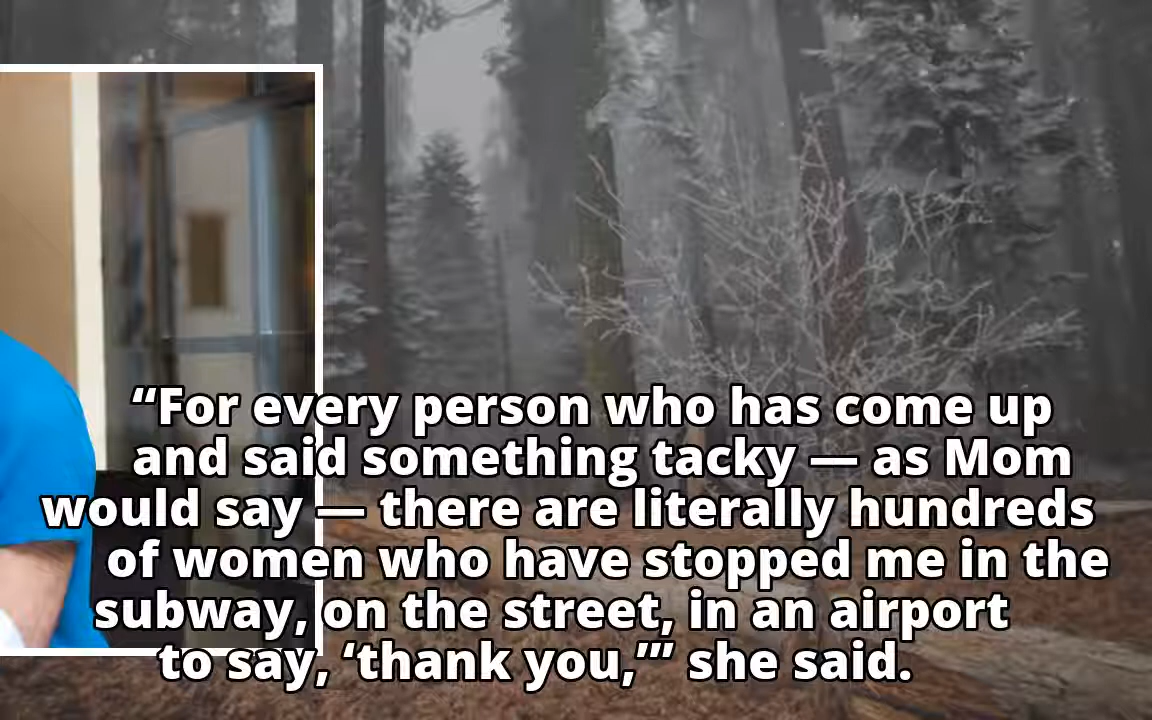 “For every person who has come up
and said something tacky — as Mom
would say — there are literally hundreds
of women who have stopped me in the
subway, on the street, in an airport
to say, ‘thank you,’” she said.